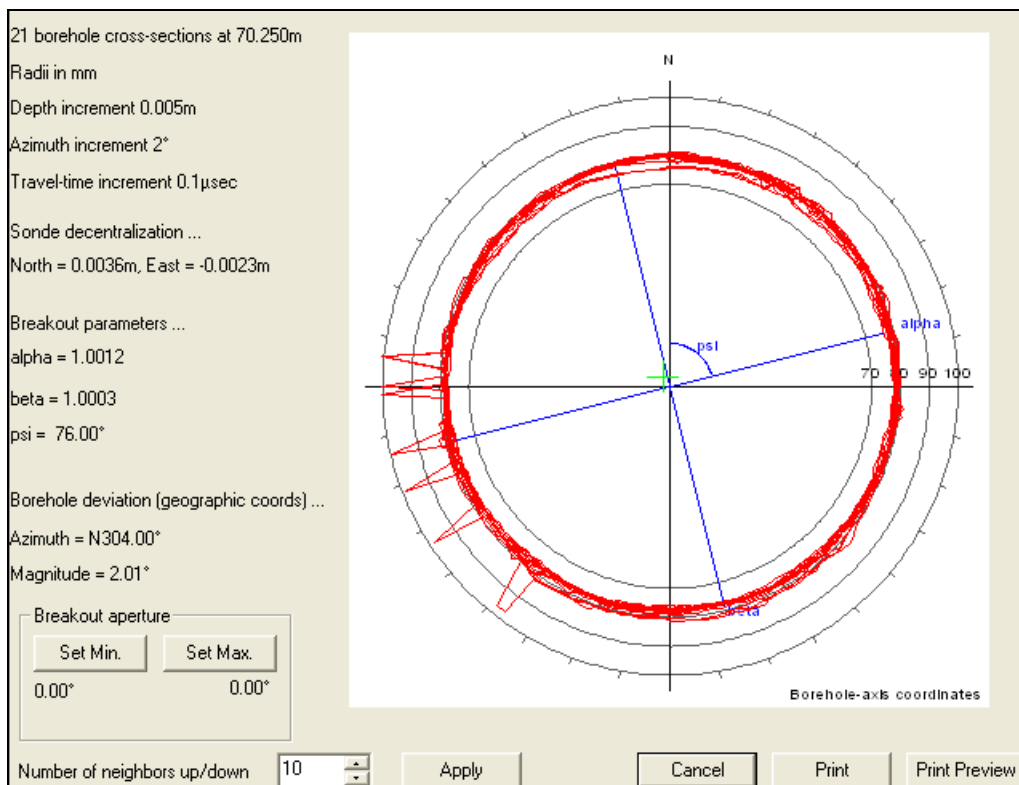 21 borehole cross-sections at 70.250m
Radii in mm
Depth increment 0.005m
Azimuth increment 2°
Travel-time increment 0.1µsec
Sonde decentralization ...
North = 0.0036m, East = -0.0023m
Breakout parameters ...
alpha = 1.0012
beta = 1.0003
psi = 76.00°
Borehole deviation (geographic coords) ...
Azimuth = N304.00°
Magnitude = 2.01°
Breakout aperture
Set Min. Set Max.
0.00° 0.00°
N
alpha
psi
70 80 90 100
beta
Borehole-axis coordinates
Number of neighbors up/down 10 Apply Cancel Print Print Preview